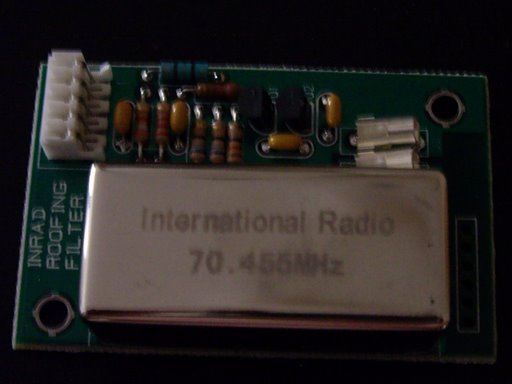 International Radio
70.455MHz
INRAD
ROOFING
FILTER